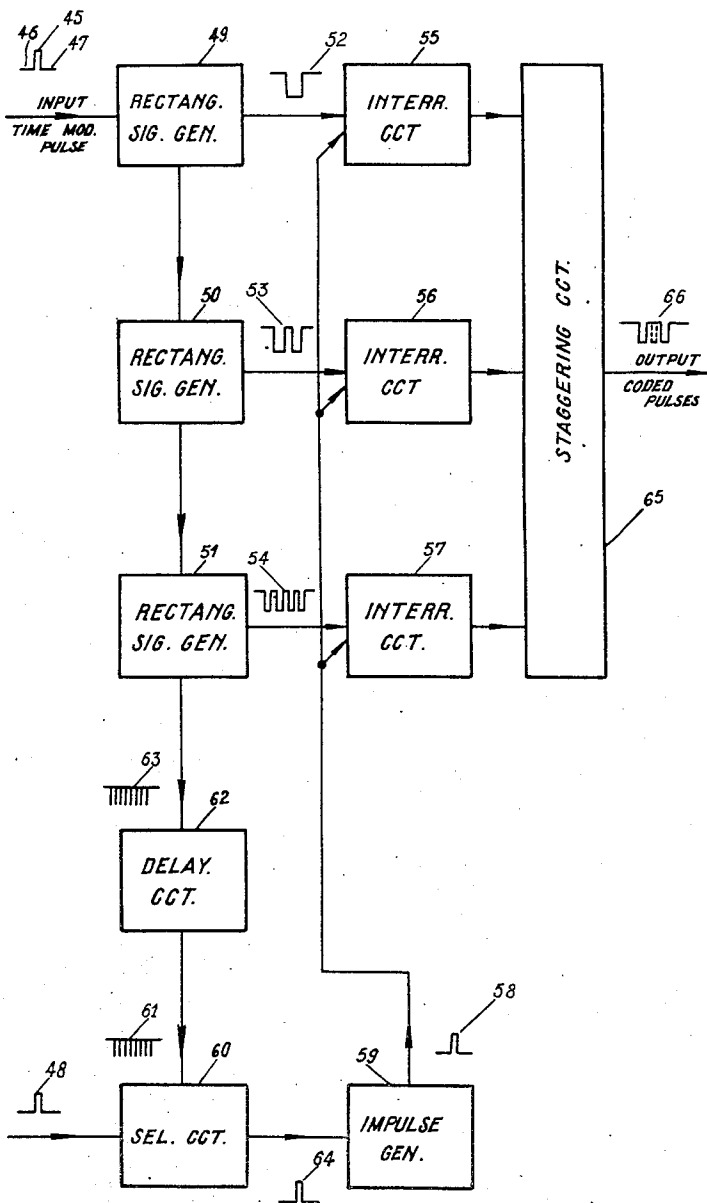 45
46
47
49
52
55
INPUT
TIME MOD.
PULSE
RECTANG.
SIG. GEN.
INTERR.
CCT
50
53
56
66
RECTANG.
SIG. GEN.
INTERR.
CCT
STAGGERING CCT.
OUTPUT
CODED
PULSES
65
51
54
57
RECTANG.
SIG. GEN.
INTERR.
CCT.
63
62
DELAY.
CCT.
58
61
60
59
48
SEL. CCT.
IMPULSE
GEN.
64